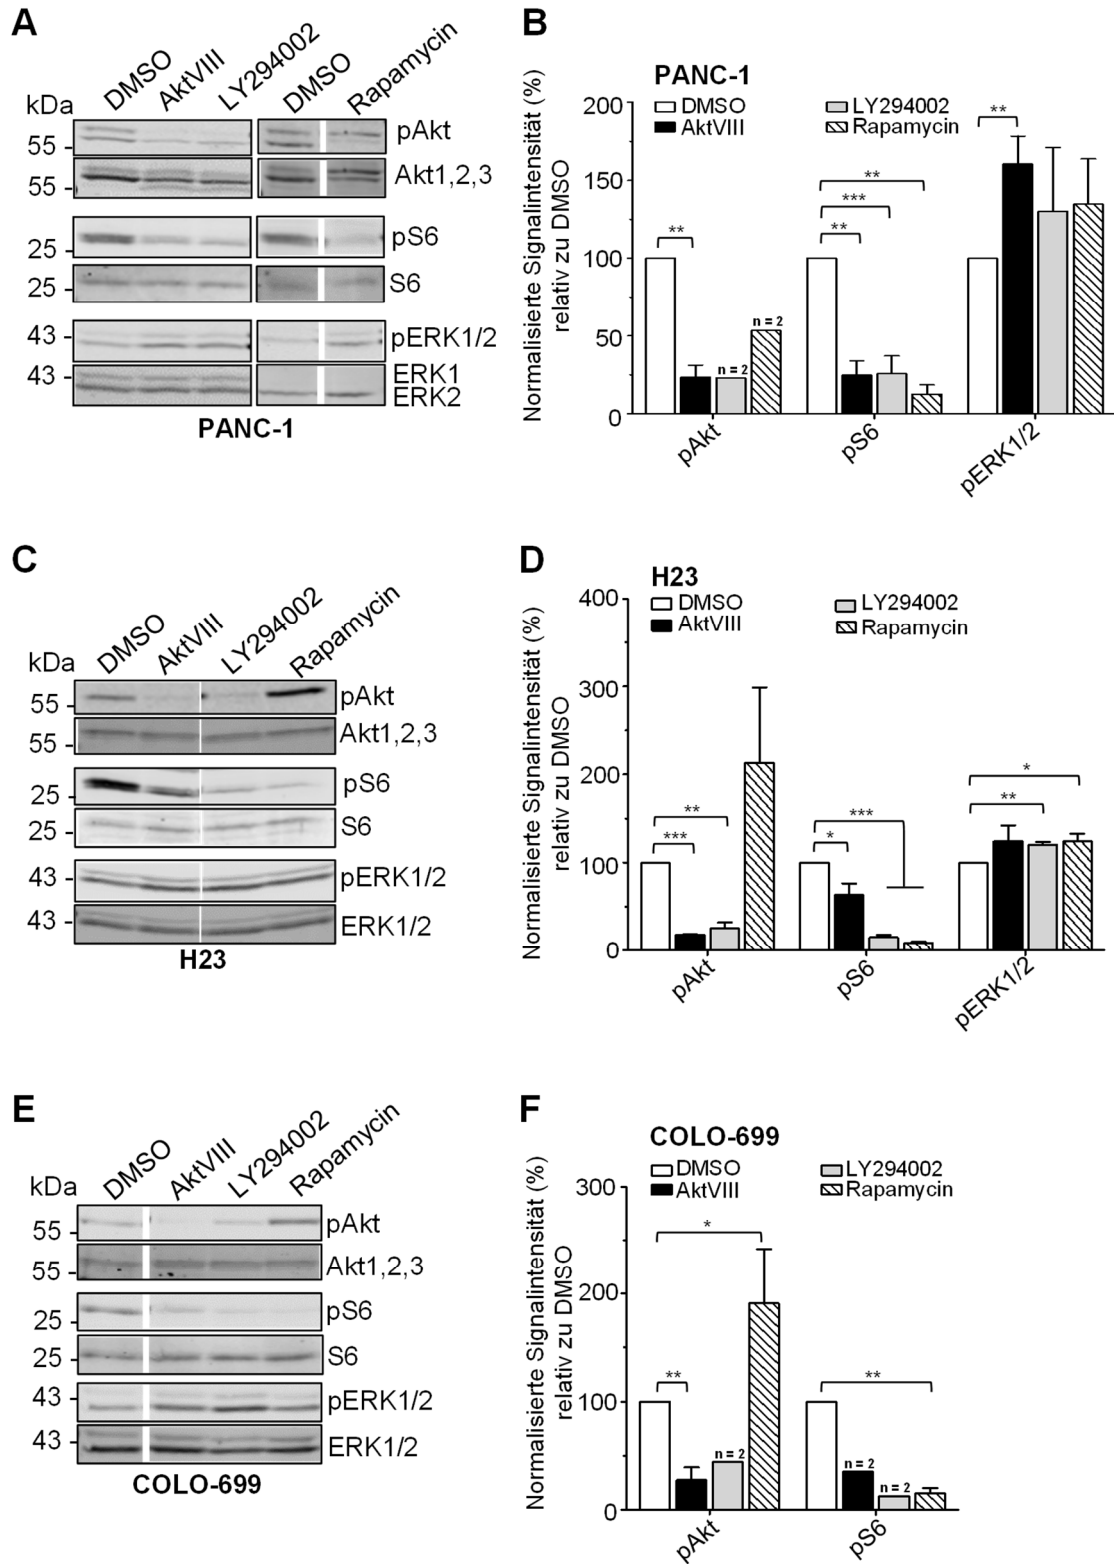 A
DMSO AktVIII LY294002 DMSO Rapamycin
kDa
55 pAkt
55 Akt1,2,3
25 pS6
25 S6
43 pERK1/2
43 ERK1
ERK2
PANC-1
B
PANC-1
DMSO LY294002
AktVIII Rapamycin
Normalisierte Signalintensität (%)
relativ zu DMSO
200
150
100
50
0
** ** *** ** **
n = 2 n = 2
pAkt pS6 pERK1/2
C
DMSO AktVIII LY294002 Rapamycin
kDa
55 - pAkt
55 - Akt1,2,3
25 - pS6
25 - S6
43 - pERK1/2
43 - ERK1/2
H23
D
H23
DMSO LY294002
AktVIII Rapamycin
Normalisierte Signalintensität (%)
relativ zu DMSO
400
300
200
100
0
*** ** * *** ** *
pAkt pS6 pERK1/2
E
DMSO AktVIII LY294002 Rapamycin
kDa
55 - pAkt
55 - Akt1,2,3
25 - pS6
25 - S6
43 - pERK1/2
43 - ERK1/2
COLO-699
F
COLO-699
DMSO LY294002
AktVIII Rapamycin
Normalisierte Signalintensität (%)
relativ zu DMSO
300
200
100
0
** * **
n = 2 n = 2 n = 2
pAkt pS6